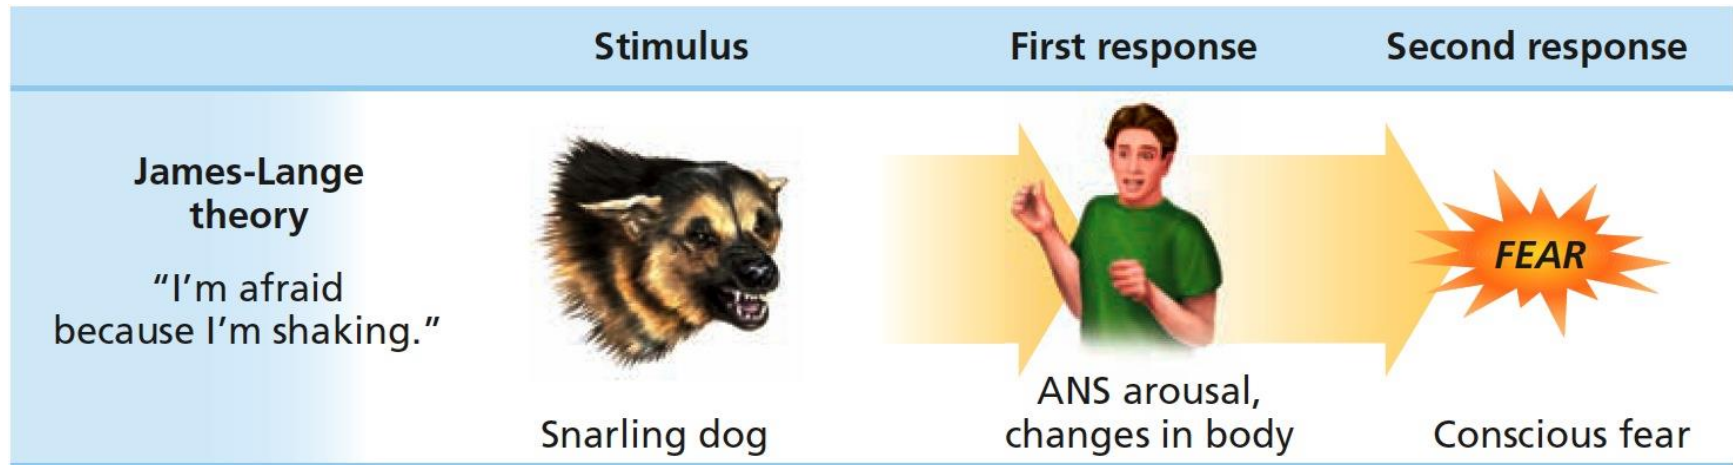 Stimulus
First response
Second response
James-Lange
theory
“I’m afraid
because I’m shaking.”
FEAR
Snarling dog
ANS arousal,
changes in body
Conscious fear